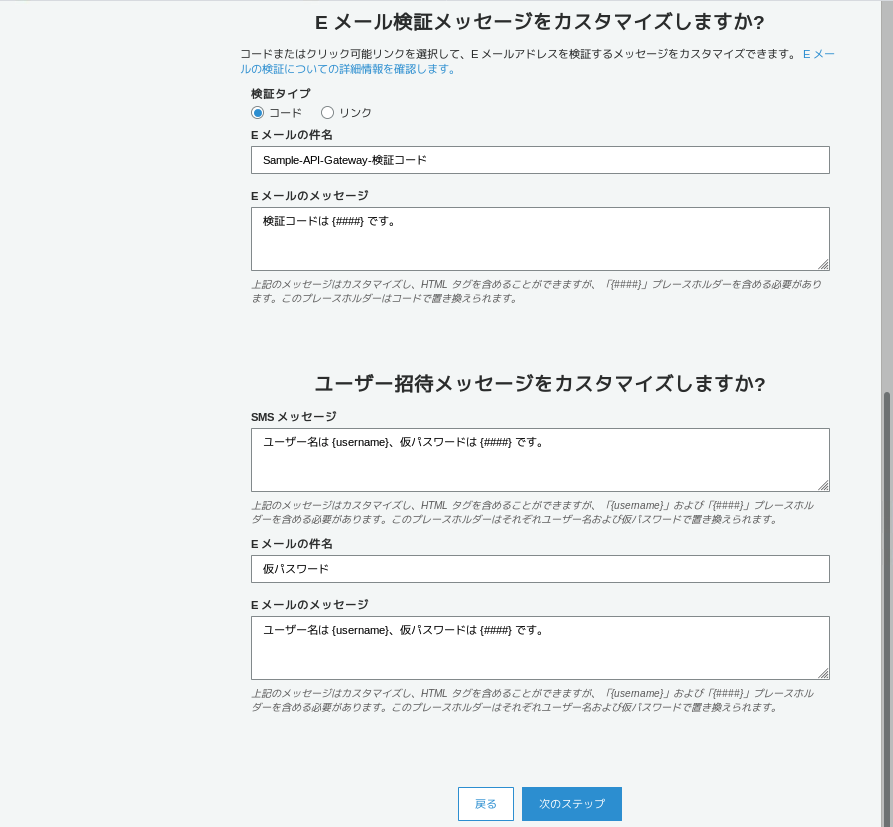 E メール検証メッセージをカスタマイズしますか?
コードまたはクリック可能リンクを選択して、E メールアドレスを検証するメッセージをカスタマイズできます。 E メー
ルの検証についての詳細情報を確認します。
検証タイプ
コード リンク
E メールの件名
Sample-API-Gateway-検証コード
E メールのメッセージ
検証コードは {####} です。
上記のメッセージはカスタマイズし、HTML タグを含めることができますが、「{####}」プレースホルダーを含める必要があり
ます。このプレースホルダーはコードで置き換えられます。
ユーザー招待メッセージをカスタマイズしますか?
SMS メッセージ
ユーザー名は {username}、仮パスワードは {####} です。
上記のメッセージはカスタマイズし、HTML タグを含めることができますが、「{username}」および「{####}」プレースホル
ダーを含める必要があります。このプレースホルダーはそれぞれユーザー名および仮パスワードで置き換えられます。
E メールの件名
仮パスワード
E メールのメッセージ
ユーザー名は {username}、仮パスワードは {####} です。
上記のメッセージはカスタマイズし、HTML タグを含めることができますが、「{username}」および「{####}」プレースホル
ダーを含める必要があります。このプレースホルダーはそれぞれユーザー名および仮パスワードで置き換えられます。
戻る 次のステップ